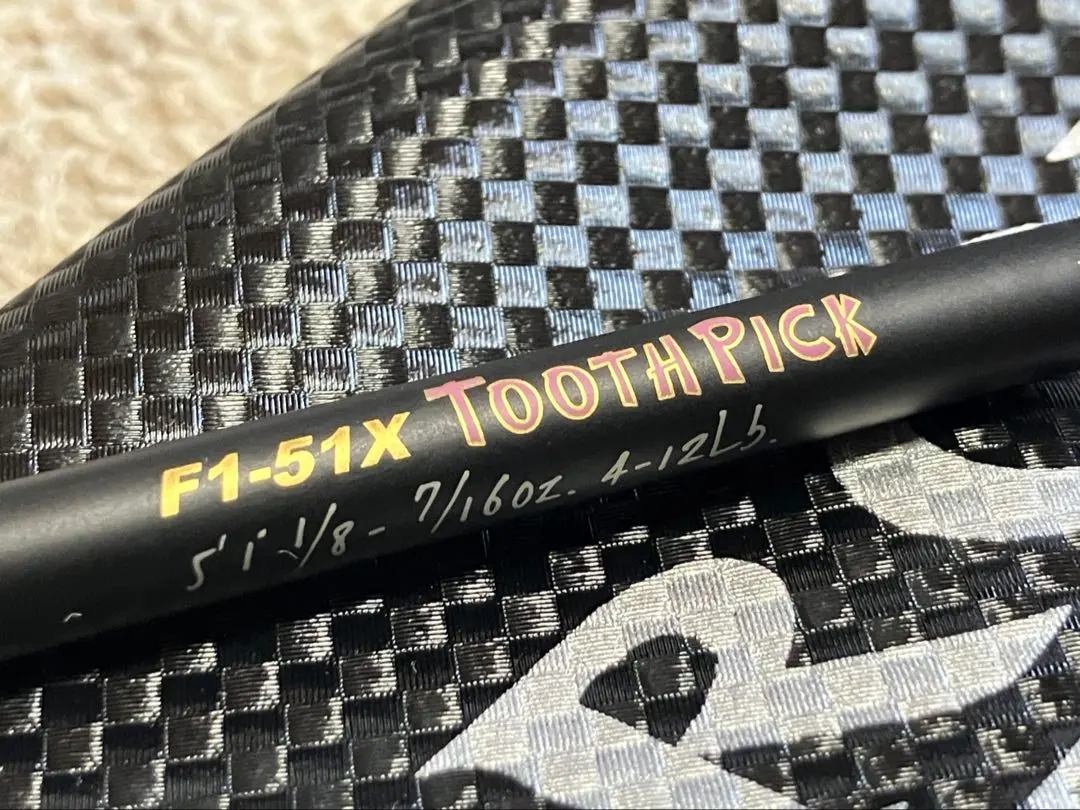 F1-51X TOOTHPICK
5'1" 1/8-7/16oz. 4-12Lb.